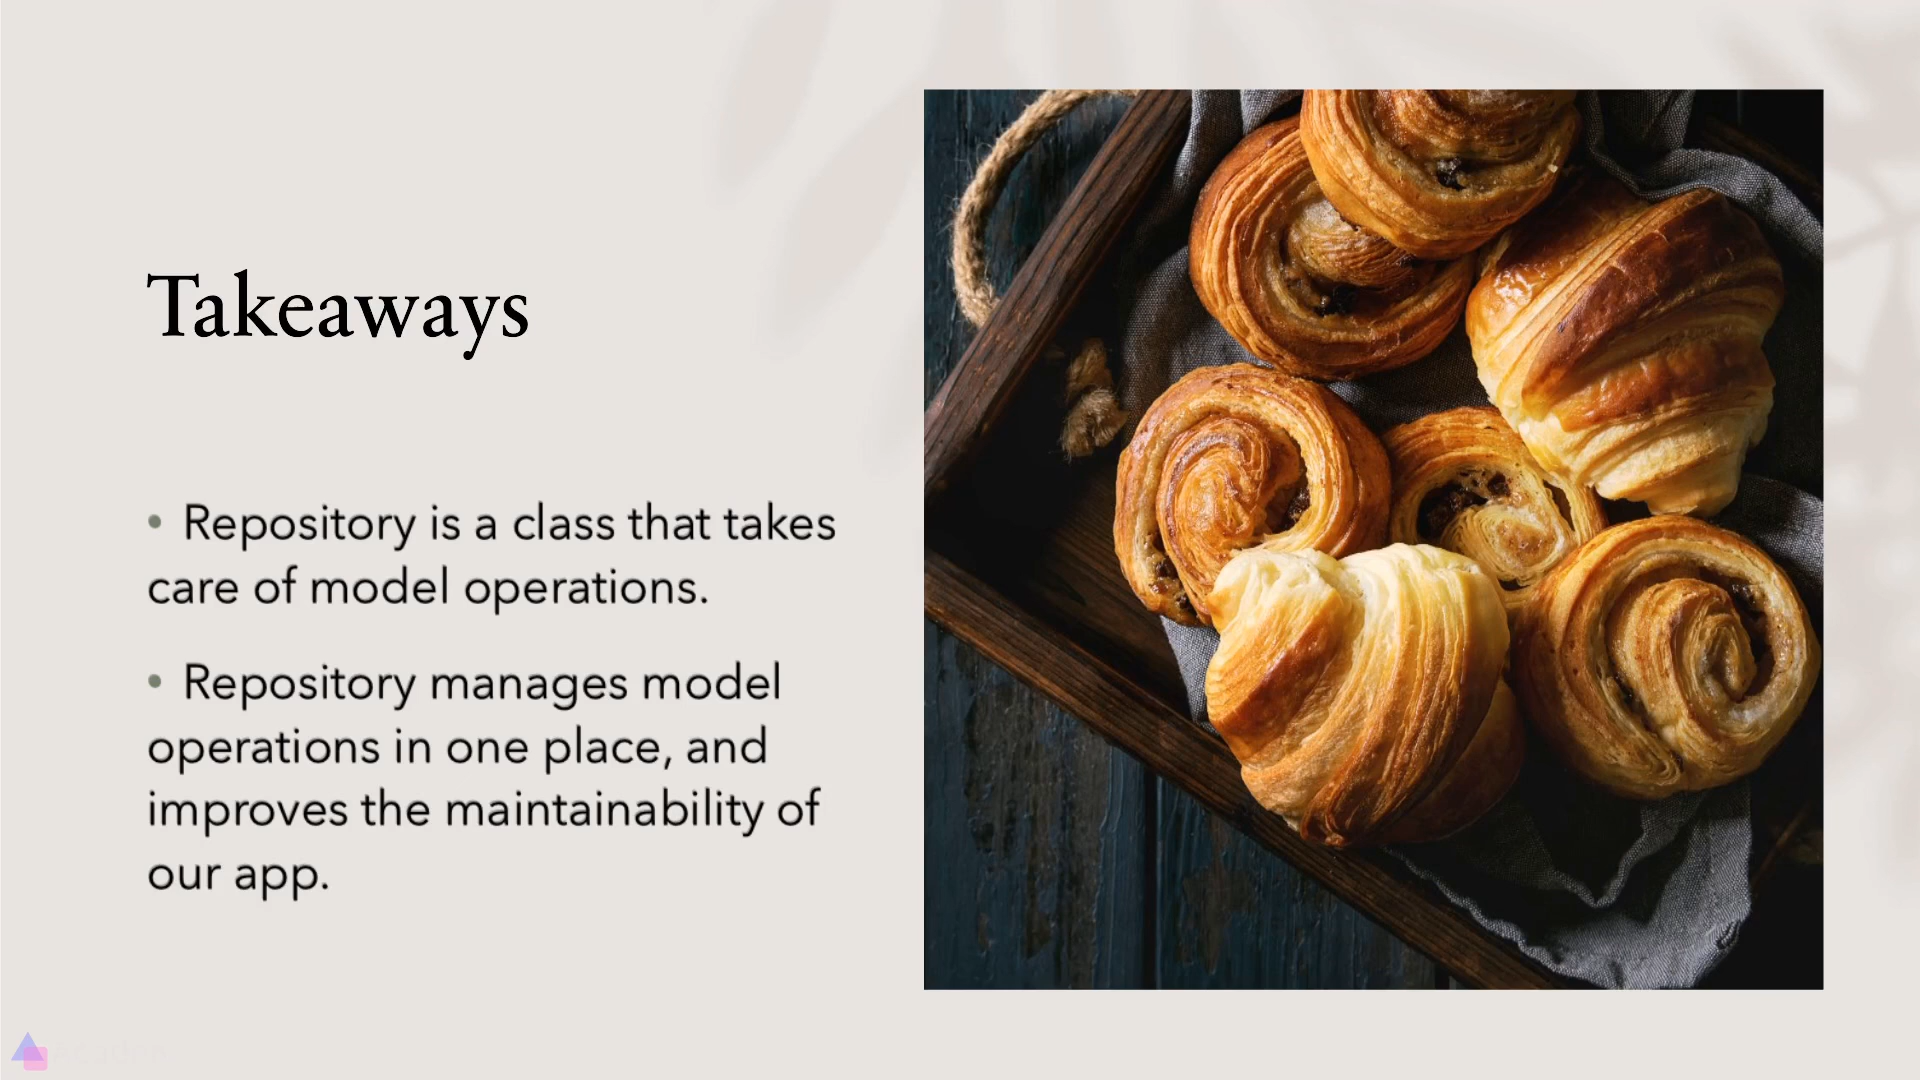 Takeaways
• Repository is a class that takes
care of model operations.
• Repository manages model
operations in one place, and
improves the maintainability of
our app.